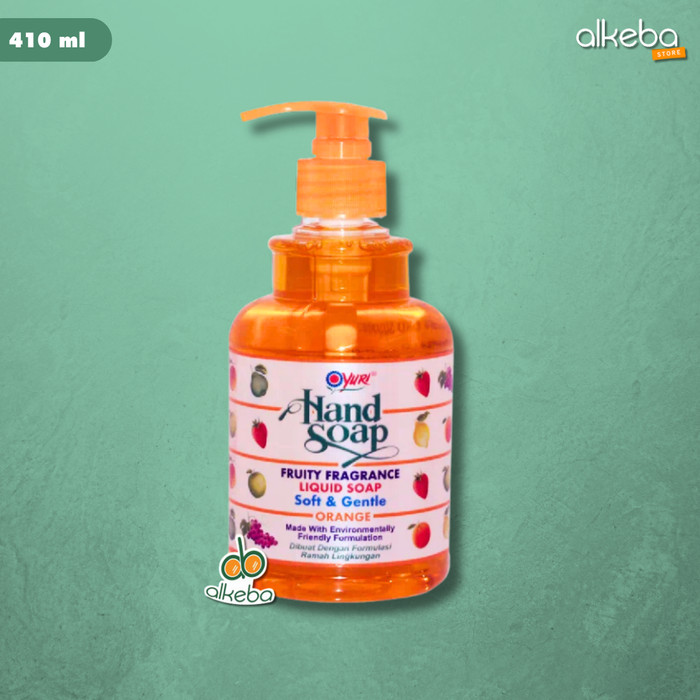 410 ml
alkeba
STORE
YURI
Hand
Soap
FRUITY FRAGRANCE
LIQUID SOAP
Soft & Gentle
ORANGE
Made With Environmentally
Friendly Formulation
Dibuat Dengan Formulasi
Ramah Lingkungan
alkeba